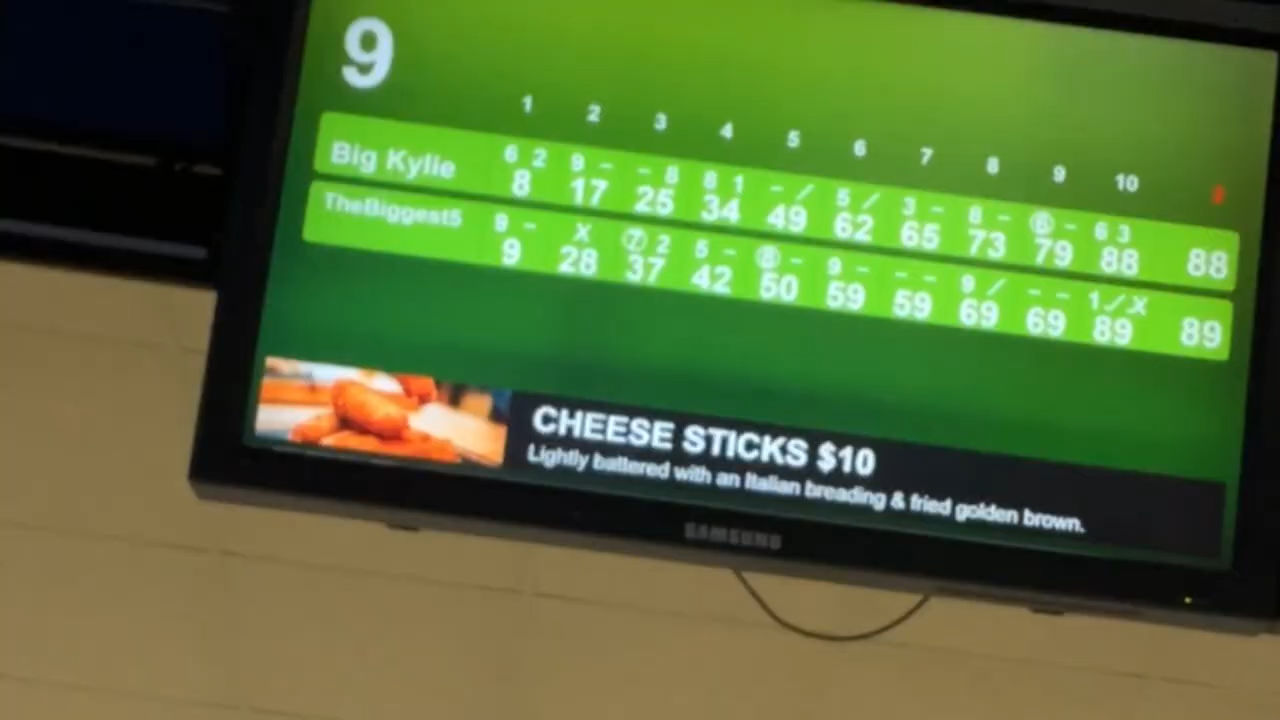 9
1 2 3 4 5 6 7 8 9 10
Big Kylie 6 2 9 - - 8 8 1 - / 5 / 3 - 8 - ⑥ - 6 3
8 17 25 34 49 62 65 73 79 88 88
TheBiggest5 9 - X ⑦ 2 5 - ⑧ - 9 - - - 9 / - - 1 / X
9 28 37 42 50 59 59 69 69 89 89
CHEESE STICKS $10
Lightly battered with an Italian breading & fried golden brown.
SAMSUNG